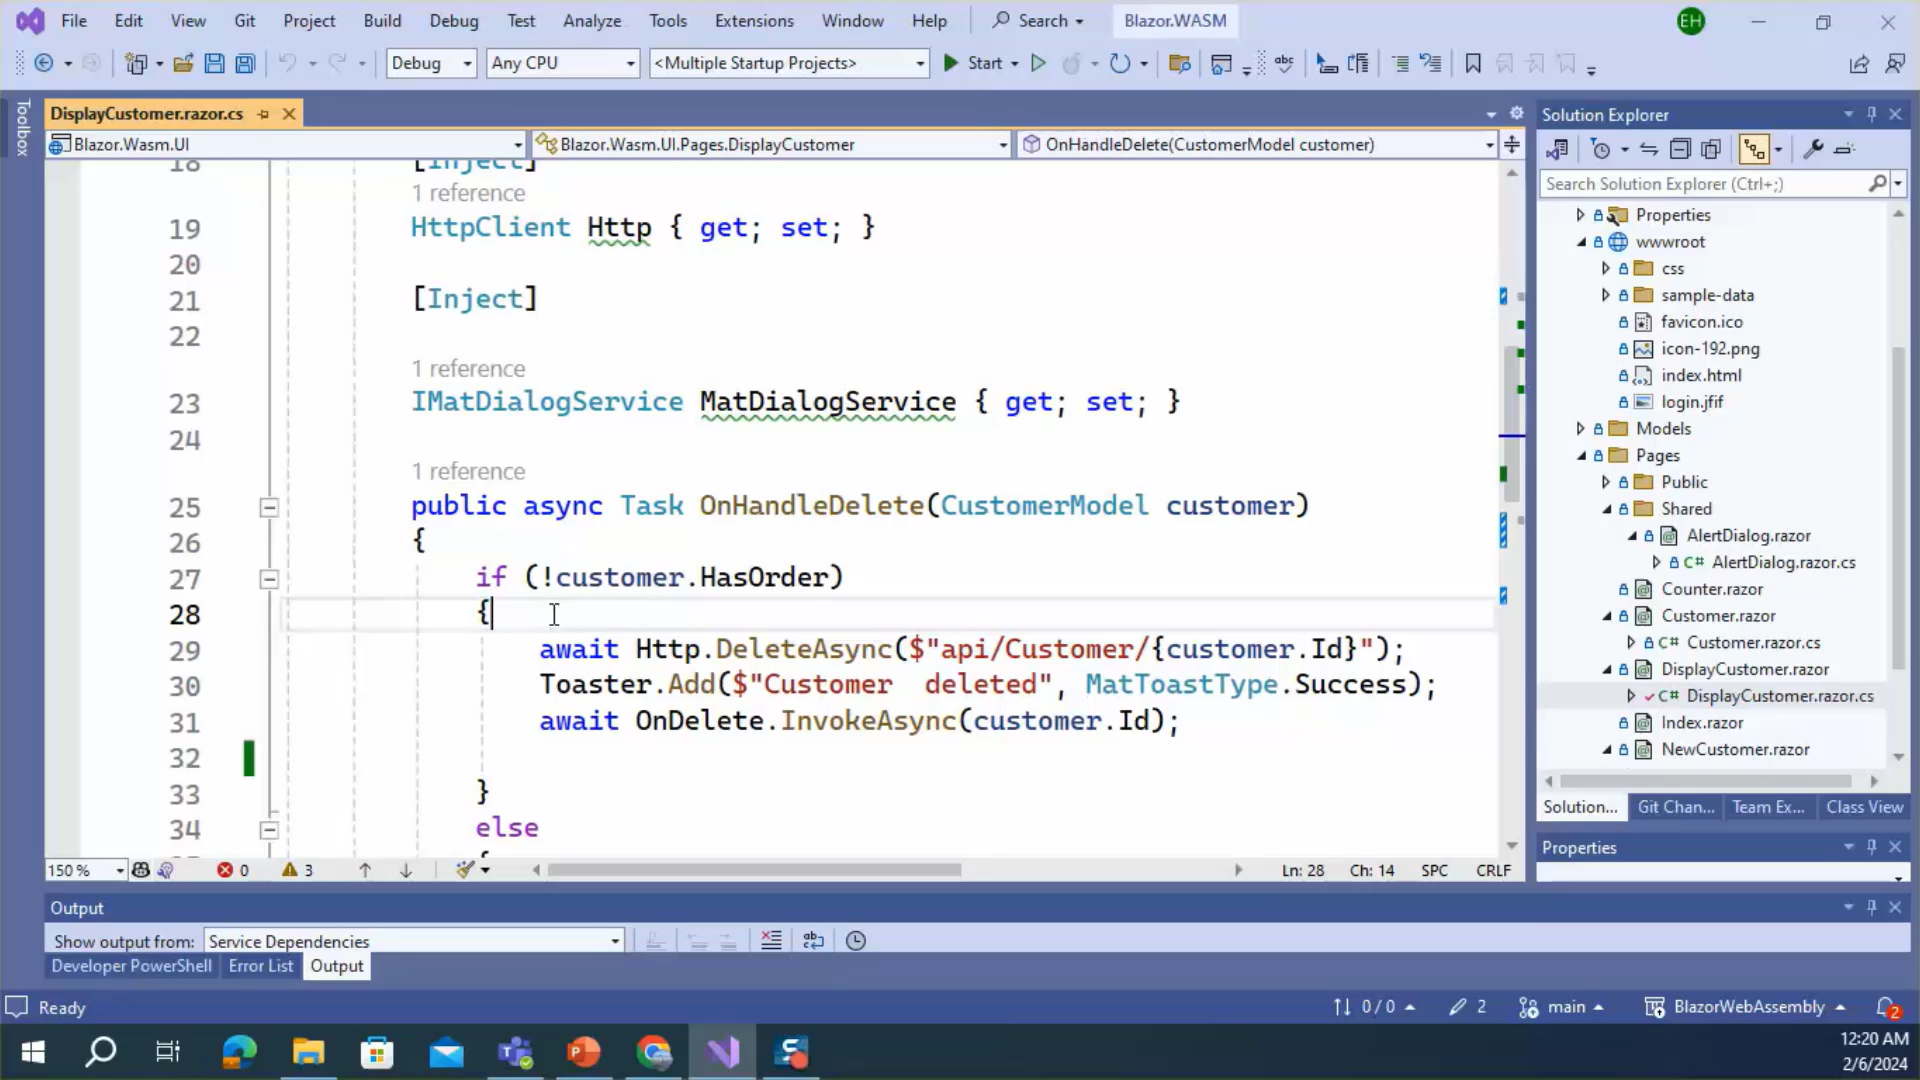 File Edit View Git Project Build Debug Test Analyze Tools Extensions Window Help Search Blazor.WASM EH
Debug Any CPU <Multiple Startup Projects> Start
Toolbox
DisplayCustomer.razor.cs
Blazor.Wasm.UI Blazor.Wasm.UI.Pages.DisplayCustomer OnHandleDelete(CustomerModel customer)
18 [Inject]
1 reference
19 HttpClient Http { get; set; }
20
21 [Inject]
22
1 reference
23 IMatDialogService MatDialogService { get; set; }
24
1 reference
25 public async Task OnHandleDelete(CustomerModel customer)
26 {
27 if (!customer.HasOrder)
28 {
29 await Http.DeleteAsync($"api/Customer/{customer.Id}");
30 Toaster.Add($"Customer  deleted", MatToastType.Success);
31 await OnDelete.InvokeAsync(customer.Id);
32
33 }
34 else
{
150 % 0 3 Ln: 28 Ch: 14 SPC CRLF
Solution Explorer
Search Solution Explorer (Ctrl+;)
Properties
wwwroot
css
sample-data
favicon.ico
icon-192.png
index.html
login.jfif
Models
Pages
Public
Shared
AlertDialog.razor
C# AlertDialog.razor.cs
Counter.razor
Customer.razor
C# Customer.razor.cs
DisplayCustomer.razor
C# DisplayCustomer.razor.cs
Index.razor
NewCustomer.razor
Solution... Git Chan... Team Ex... Class View
Properties
Output
Show output from: Service Dependencies
Developer PowerShell Error List Output
Ready 0 / 0 2 main BlazorWebAssembly 2
12:20 AM
2/6/2024